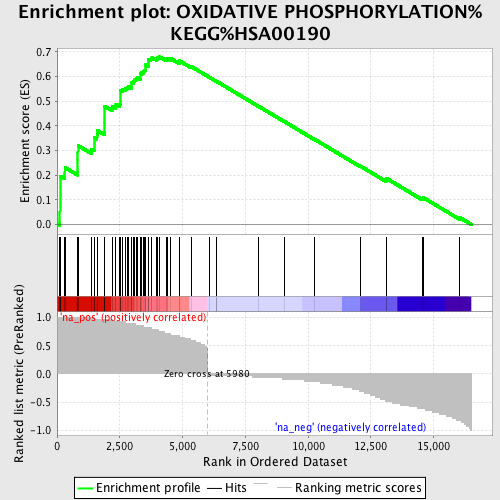 Enrichment plot: OXIDATIVE PHOSPHORYLATION%
KEGG%HSA00190
Enrichment score (ES)
0.7
0.6
0.5
0.4
0.3
0.2
0.1
0.0
Ranked list metric (PreRanked)
1.0
0.5
0.0
-0.5
-1.0
'na_pos' (positively correlated)
Zero cross at 5980
'na_neg' (negatively correlated)
0
2,500
5,000
7,500
10,000
12,500
15,000
Rank in Ordered Dataset
Enrichment profile
Hits
Ranking metric scores